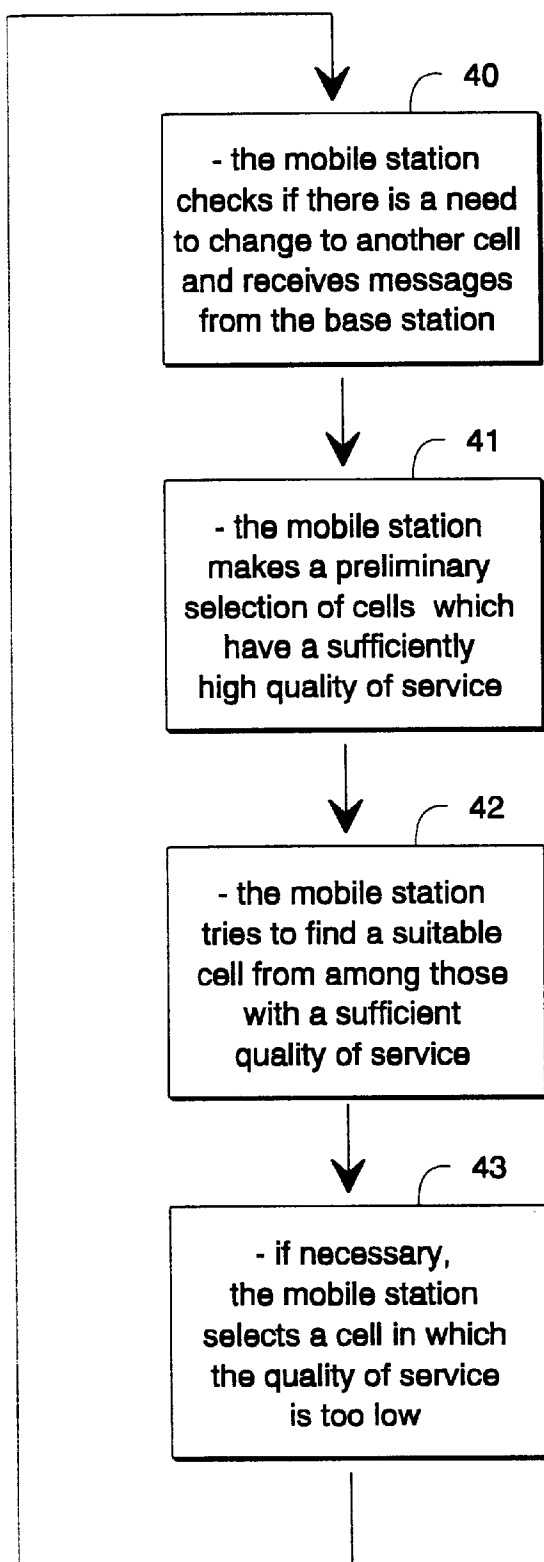 40
- the mobile station
checks if there is a need
to change to another cell
and receives messages
from the base station
41
- the mobile station
makes a preliminary
selection of cells which
have a sufficiently
high quality of service
42
- the mobile station
tries to find a suitable
cell from among those
with a sufficient
quality of service
43
- if necessary,
the mobile station
selects a cell in which
the quality of service
is too low